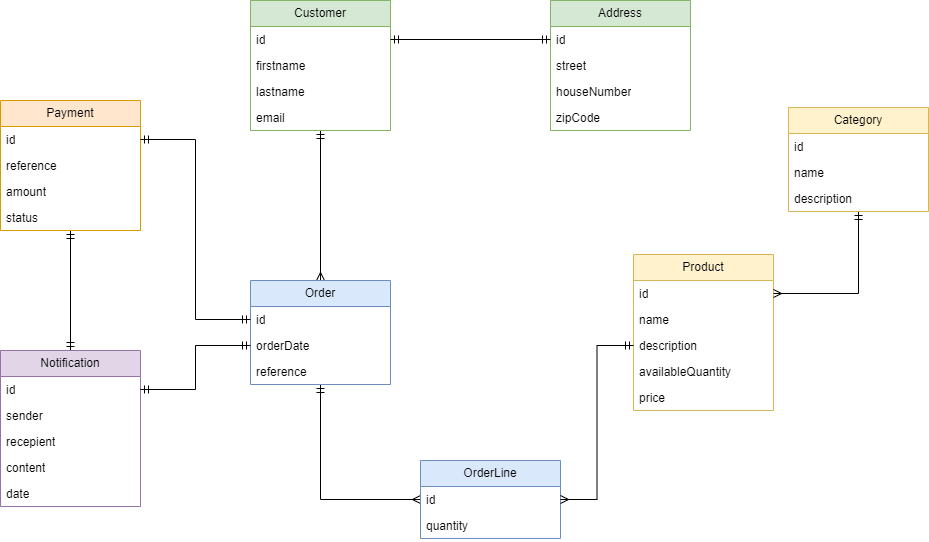 Customer
id
firstname
lastname
email
Address
id
street
houseNumber
zipCode
Payment
id
reference
amount
status
Category
id
name
description
Product
id
name
description
availableQuantity
price
Order
id
orderDate
reference
Notification
id
sender
recepient
content
date
OrderLine
id
quantity